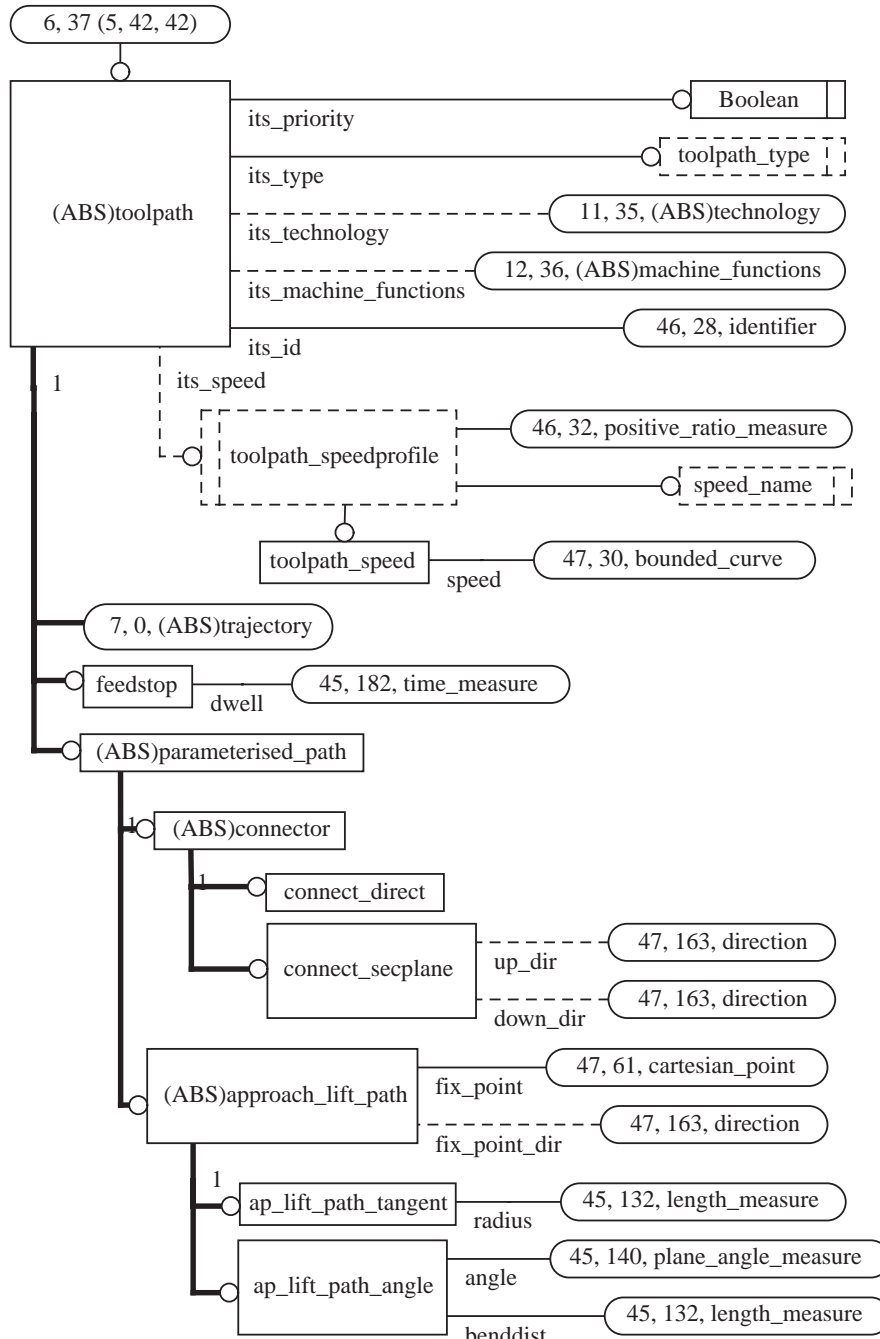 6, 37 (5, 42, 42)
(ABS)toolpath
its_priority
Boolean
its_type
toolpath_type
its_technology
11, 35, (ABS)technology
its_machine_functions
12, 36, (ABS)machine_functions
its_id
46, 28, identifier
1
its_speed
toolpath_speedprofile
46, 32, positive_ratio_measure
speed_name
toolpath_speed
speed
47, 30, bounded_curve
7, 0, (ABS)trajectory
feedstop
dwell
45, 182, time_measure
(ABS)parameterised_path
1
(ABS)connector
1
connect_direct
connect_secplane
up_dir
47, 163, direction
down_dir
47, 163, direction
(ABS)approach_lift_path
fix_point
47, 61, cartesian_point
fix_point_dir
47, 163, direction
1
ap_lift_path_tangent
radius
45, 132, length_measure
ap_lift_path_angle
angle
45, 140, plane_angle_measure
benddist
45, 132, length_measure